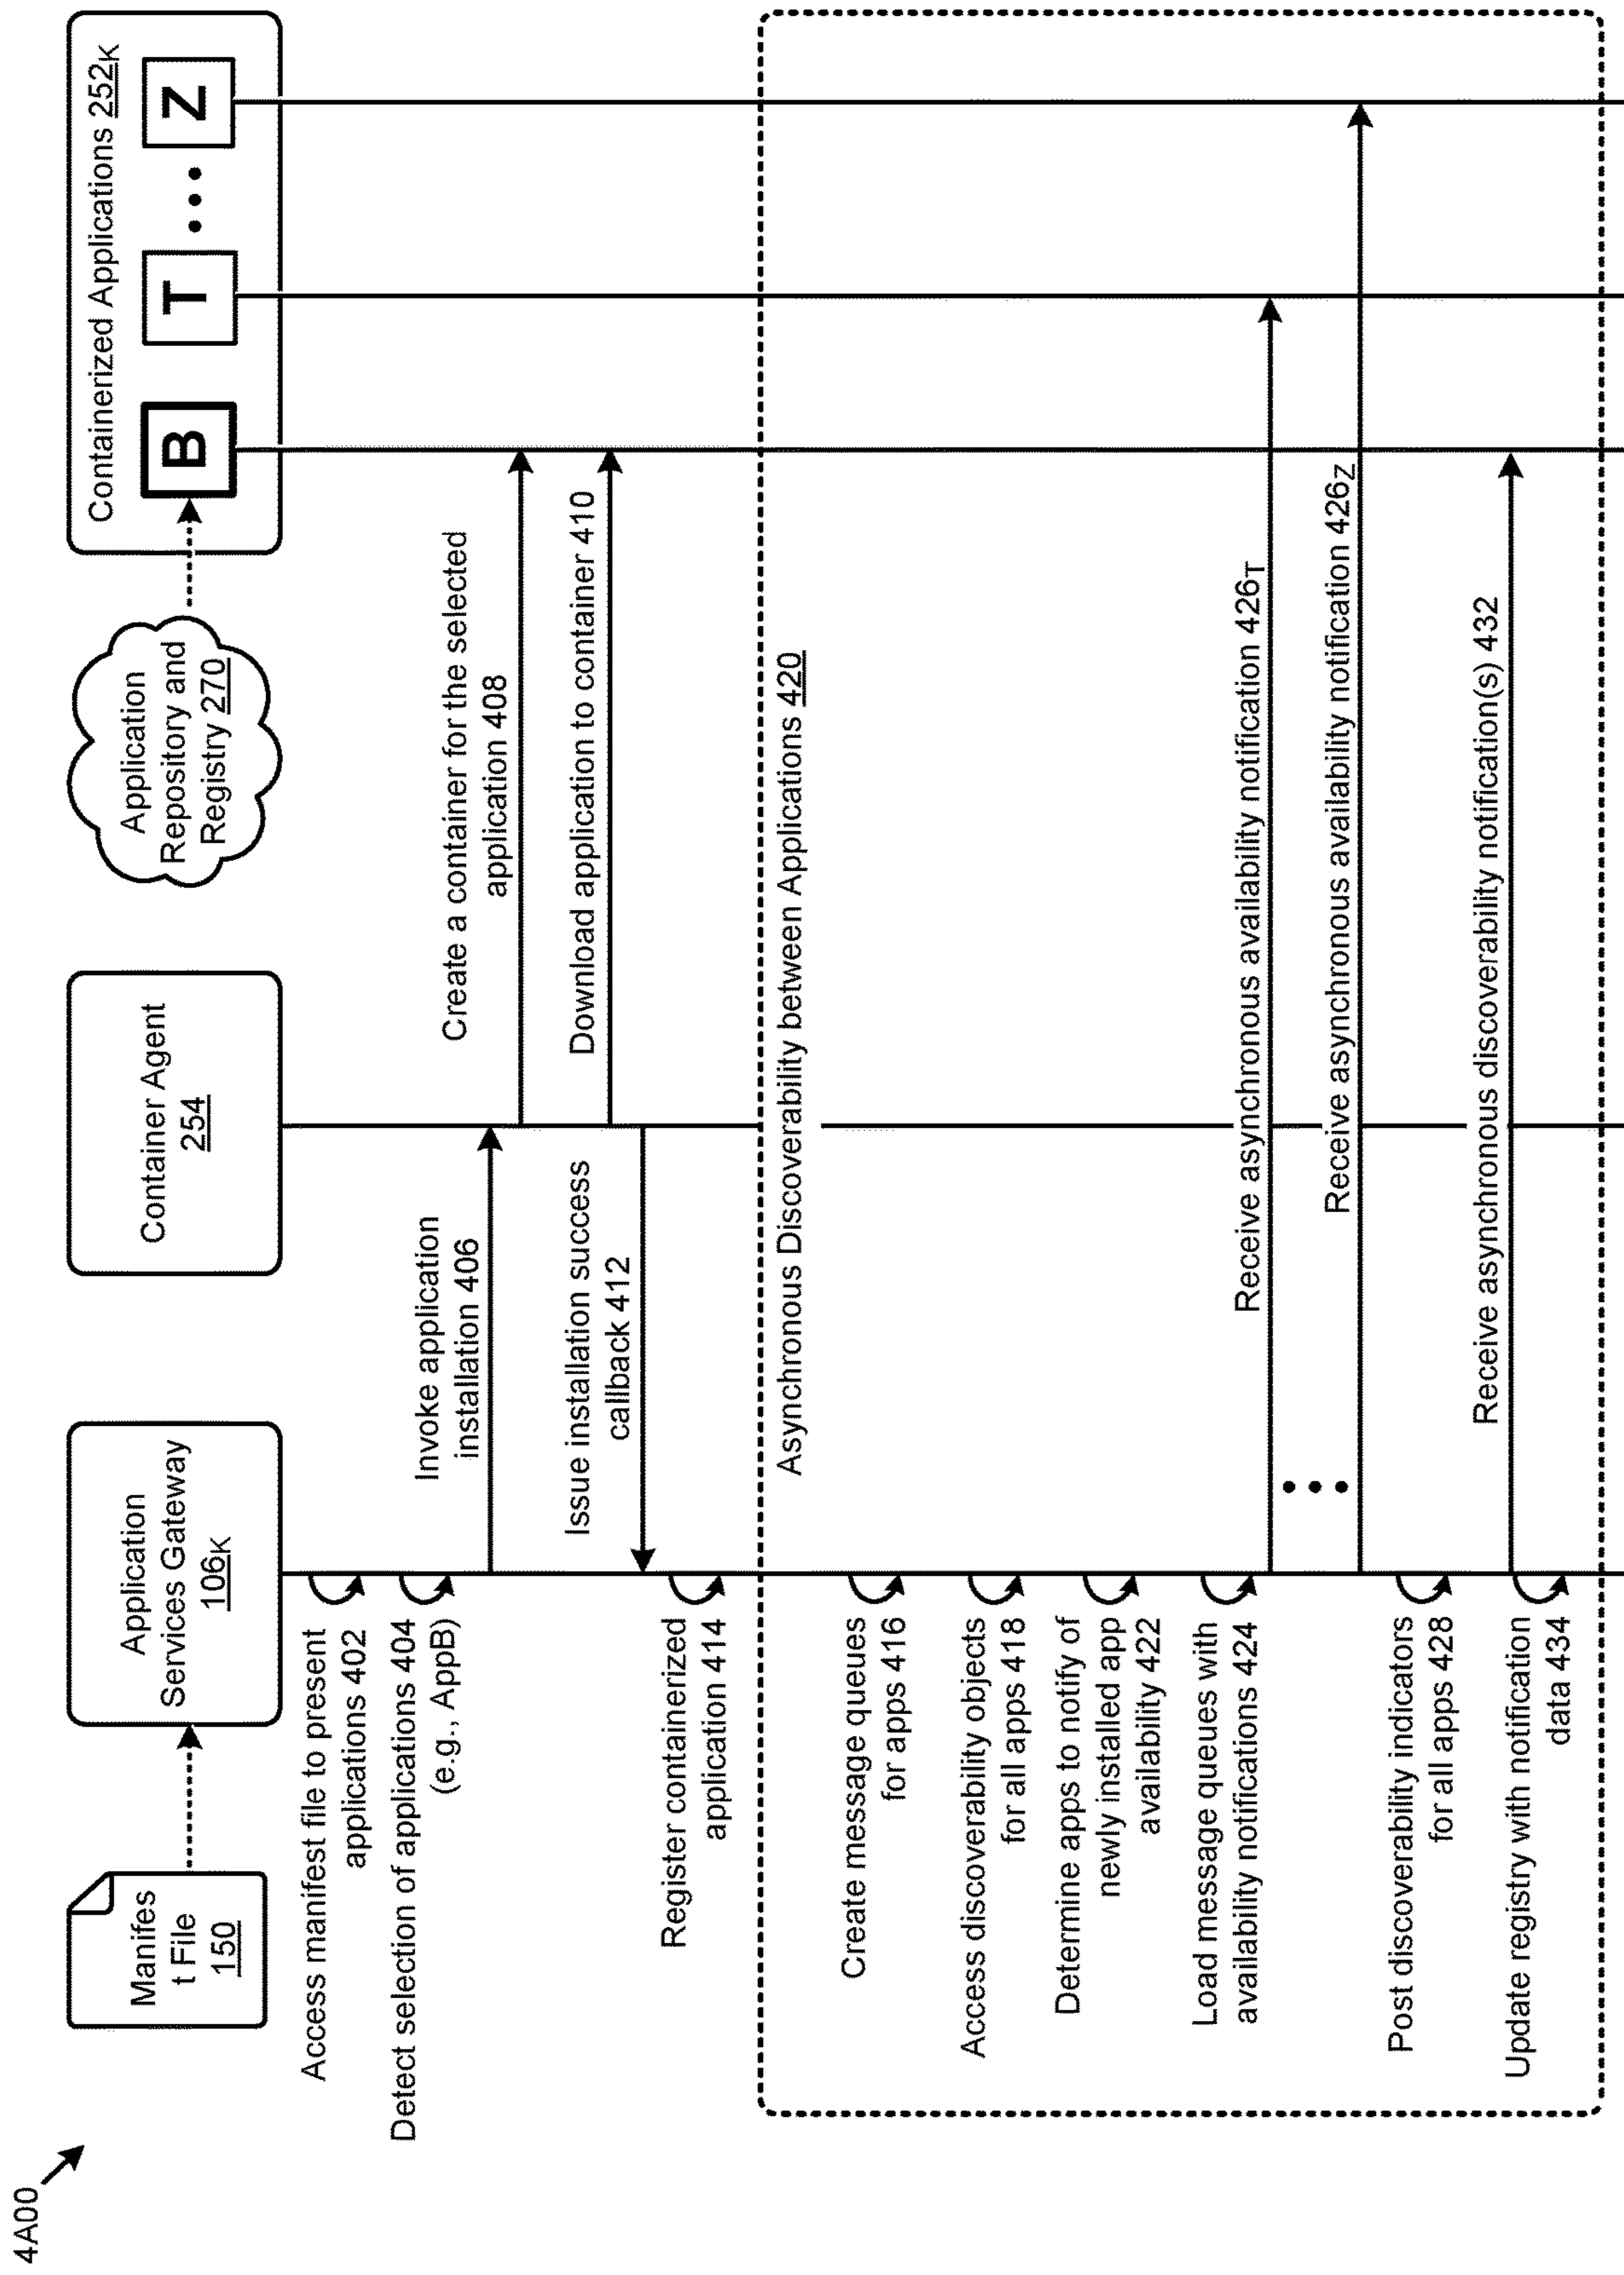 4A00
Manifes
t File
150
Application
Services Gateway
106K
Container Agent
254
Application
Repository and
Registry 270
Containerized Applications 252K
B
T
Z
Access manifest file to present
applications 402
Detect selection of applications 404
(e.g., AppB)
Invoke application
installation 406
Create a container for the selected
application 408
Download application to container 410
Issue installation success
callback 412
Register containerized
application 414
Asynchronous Discoverability between Applications 420
Create message queues
for apps 416
Access discoverability objects
for all apps 418
Determine apps to notify of
newly installed app
availability 422
Load message queues with
availability notifications 424
Receive asynchronous availability notification 426T
Receive asynchronous availability notification 426Z
Post discoverability indicators
for all apps 428
Receive asynchronous discoverability notification(s) 432
Update registry with notification
data 434